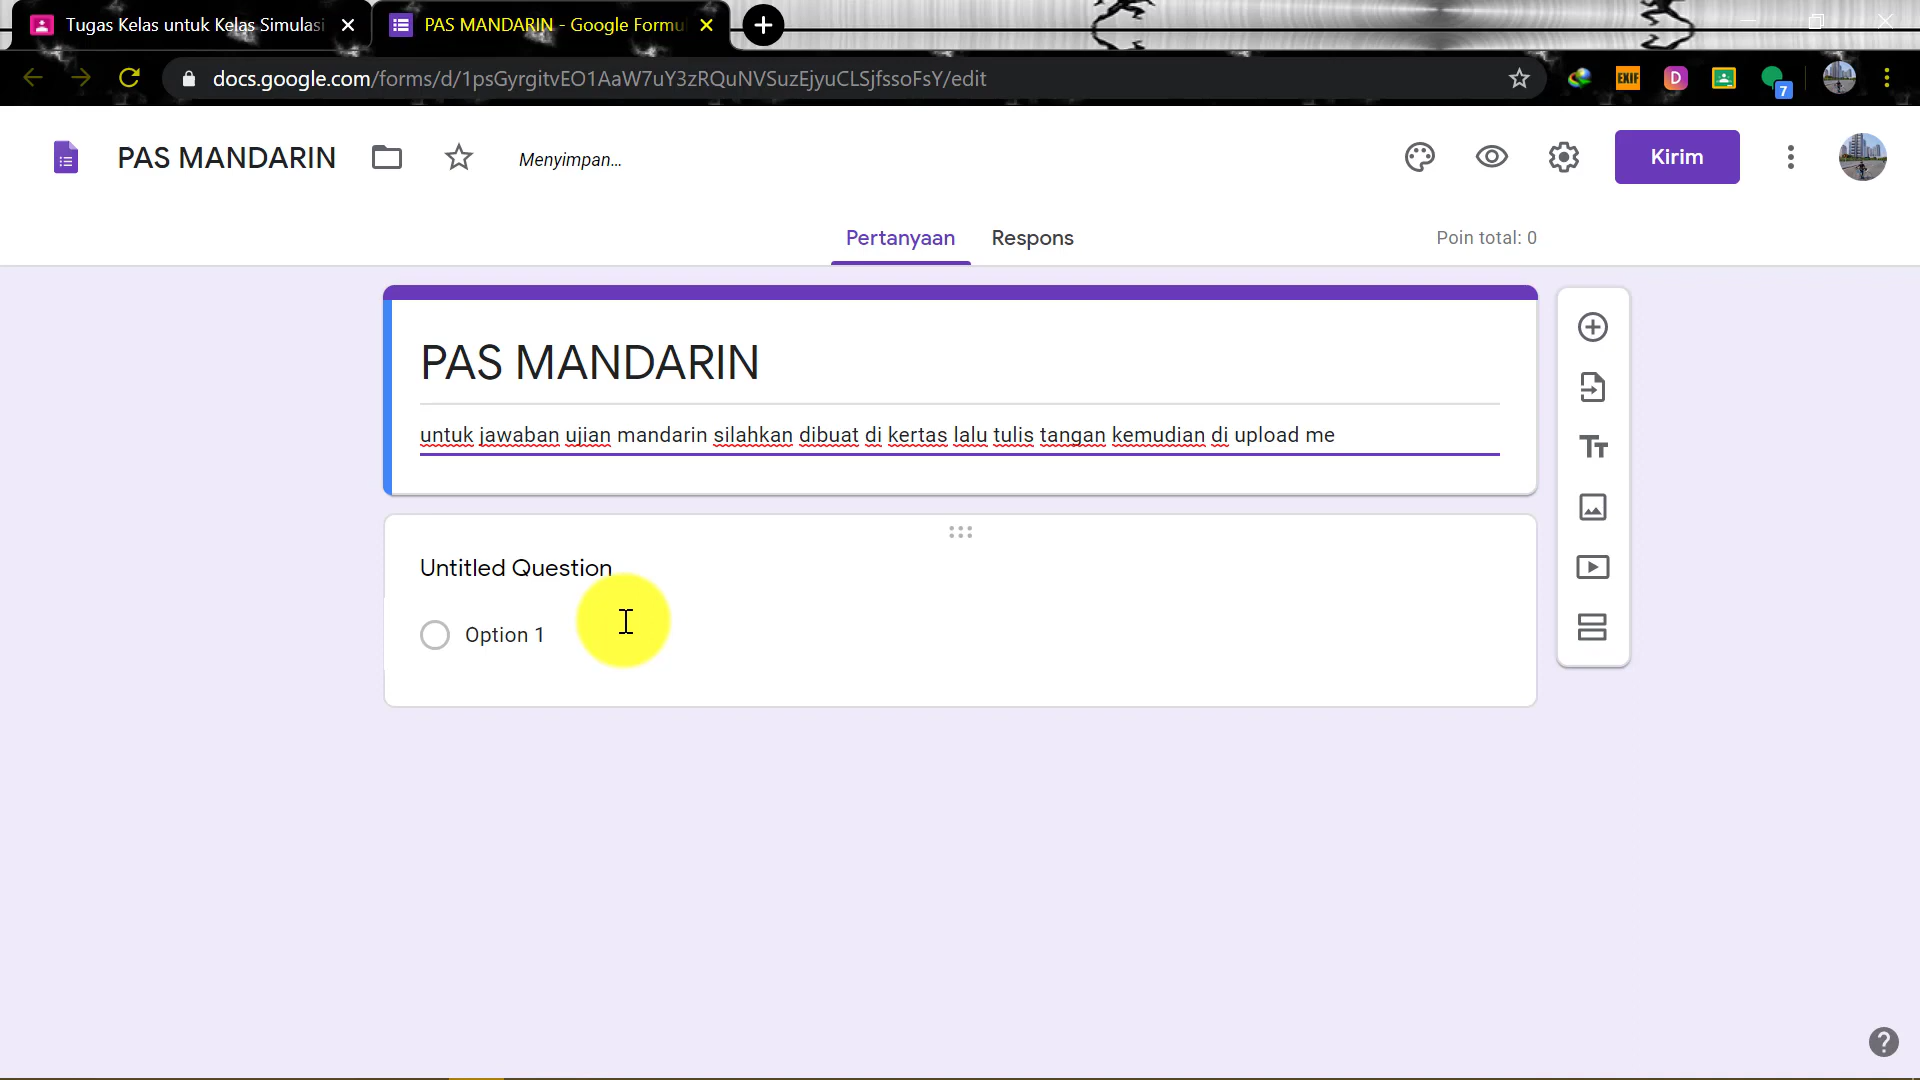 Tugas Kelas untuk Kelas Simulasi
PAS MANDARIN - Google Formu
docs.google.com/forms/d/1psGyrgitvEO1AaW7uY3zRQuNVSuzEjyuCLSjfssoFsY/edit
EXIF
D
7
PAS MANDARIN
Menyimpan...
Kirim
Pertanyaan
Respons
Poin total: 0
PAS MANDARIN
untuk jawaban ujian mandarin silahkan dibuat di kertas lalu tulis tangan kemudian di upload me
Untitled Question
Option 1